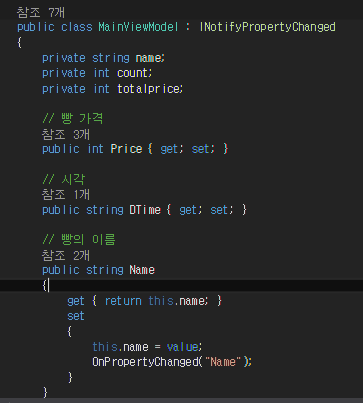 참조 7개
public class MainViewModel : INotifyPropertyChanged
{
private string name;
private int count;
private int totalprice;
// 빵 가격
참조 3개
public int Price { get; set; }
// 시각
참조 1개
public string DTime { get; set; }
// 빵의 이름
참조 2개
public string Name
{
get { return this.name; }
set
{
this.name = value;
OnPropertyChanged("Name");
}
}